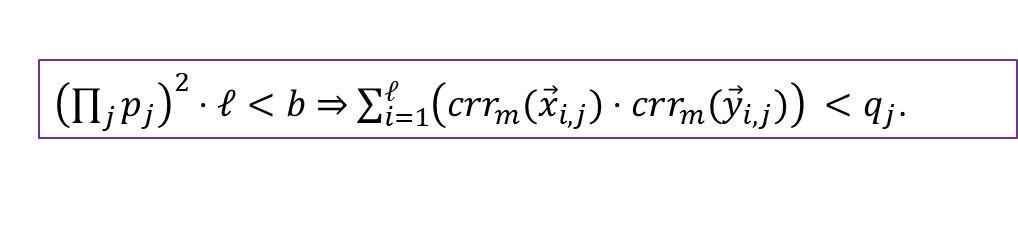 (∏_j p_j)^2 · ℓ < b ⇒ ∑_{i=1}^{ℓ} (crr_m(x⃗_{i,j}) · crr_m(y⃗_{i,j})) < q_j.